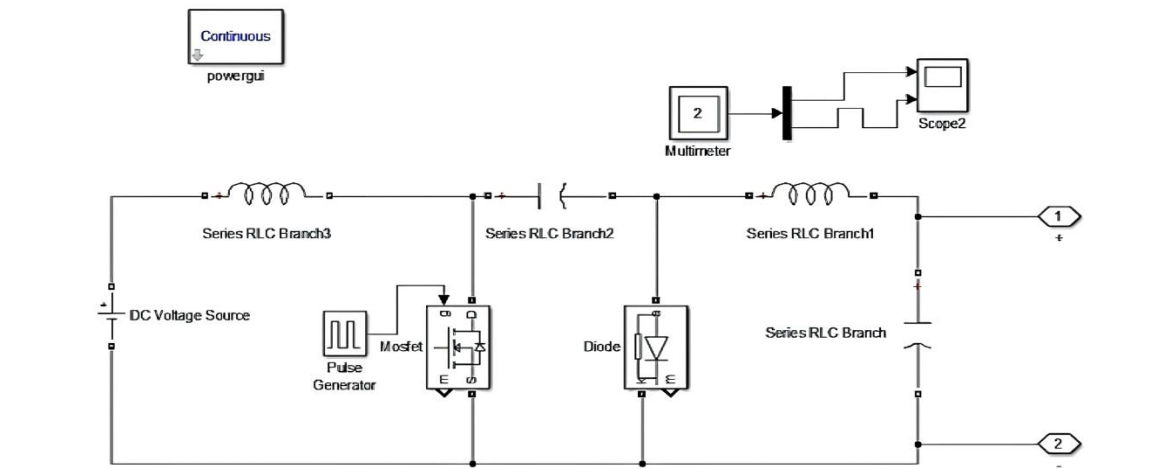 Continuous
powergui
2
Multimeter
Scope2
Series RLC Branch3
Series RLC Branch2
Series RLC Branch1
1
+
DC Voltage Source
+
Pulse
Generator
Mosfet
g
D
m
S
Diode
a
k
m
Series RLC Branch
2
-